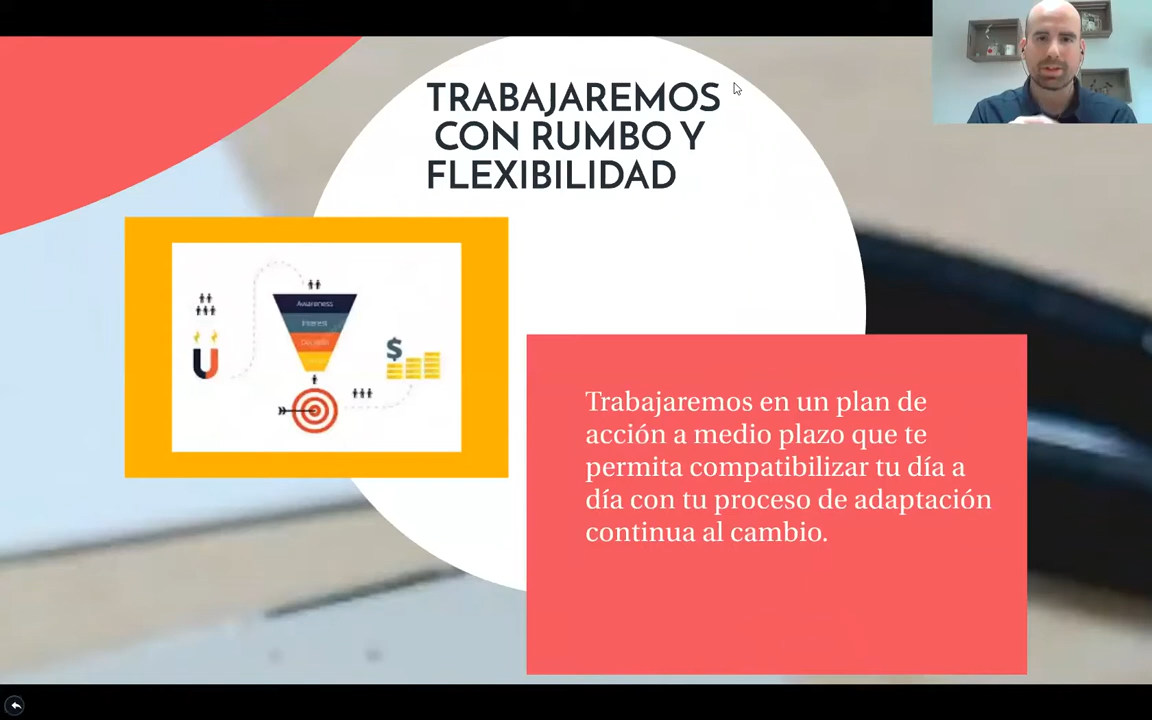 TRABAJAREMOS
CON RUMBO Y
FLEXIBILIDAD
Awareness
Interest
Decision
$
Trabajaremos en un plan de
acción a medio plazo que te
permita compatibilizar tu día a
día con tu proceso de adaptación
continua al cambio.